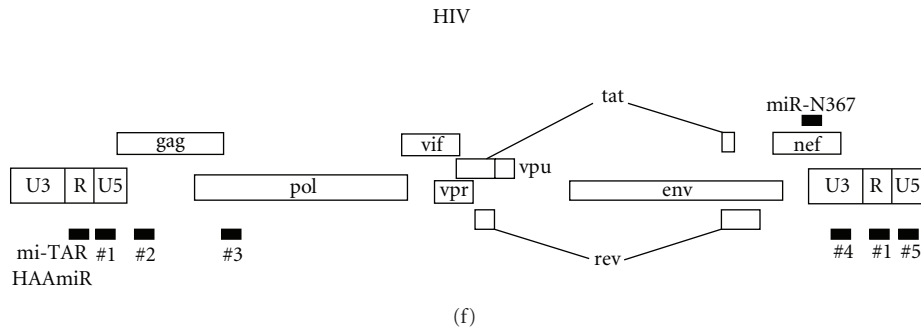 HIV
tat
miR-N367
gag
vif
nef
vpu
U3 R U5
pol
vpr
env
U3 R U5
mi-TAR
HAAmiR
#1 #2 #3
rev
#4 #1 #5
(f)